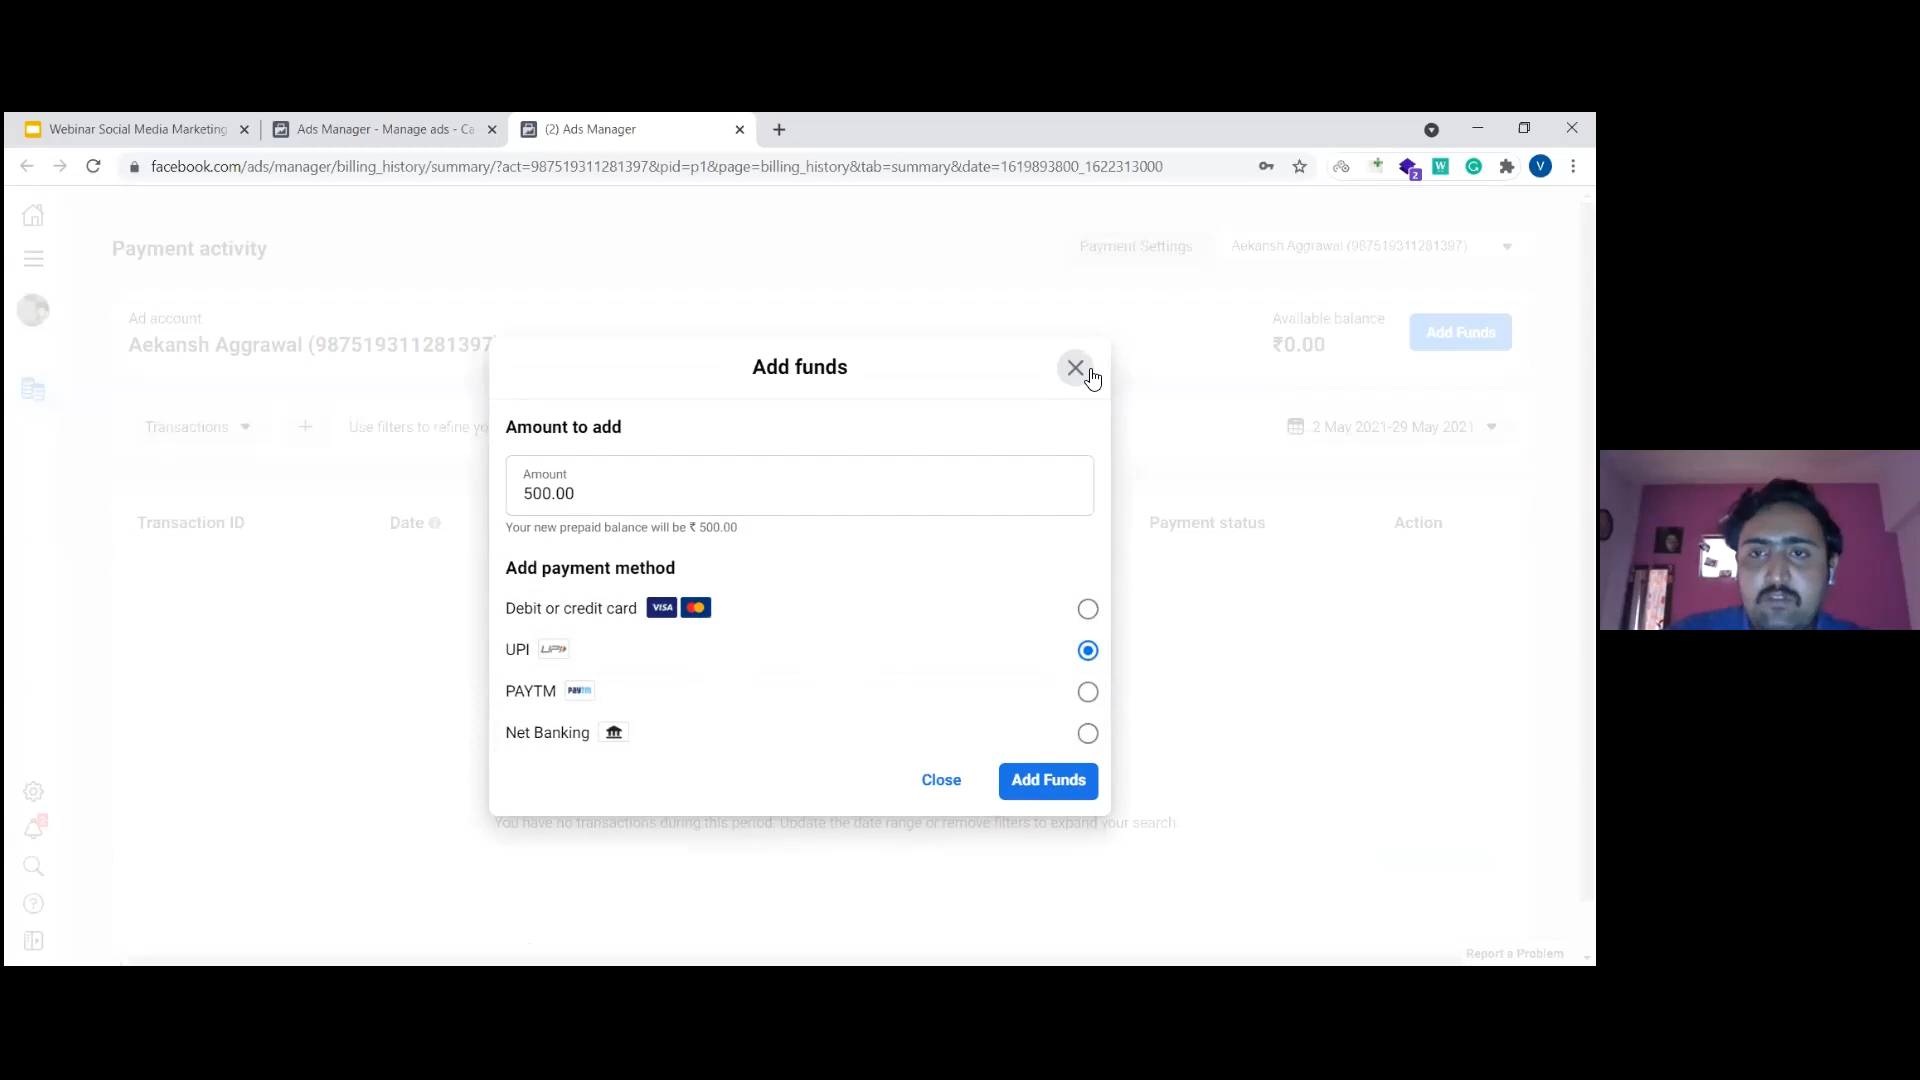 Webinar Social Media Marketing
Ads Manager - Manage ads - Ca
(2) Ads Manager
facebook.com/ads/manager/billing_history/summary/?act=987519311281397&pid=p1&page=billing_history&tab=summary&date=1619893800_1622313000
2
W
G
V
Payment activity
Payment Settings
Aekansh Aggrawal (987519311281397)
Ad account
Aekansh Aggrawal (987519311281397)
Available balance
₹0.00
Add Funds
Transactions
Use filters to refine yo
2 May 2021-29 May 2021
Transaction ID
Date
Payment status
Action
Add funds
Amount to add
Amount
500.00
Your new prepaid balance will be ₹ 500.00
Add payment method
Debit or credit card VISA
UPI UPI
PAYTM paytm
Net Banking
Close
Add Funds
You have no transactions during this period. Update the date range or remove filters to expand your search.
2
Report a Problem